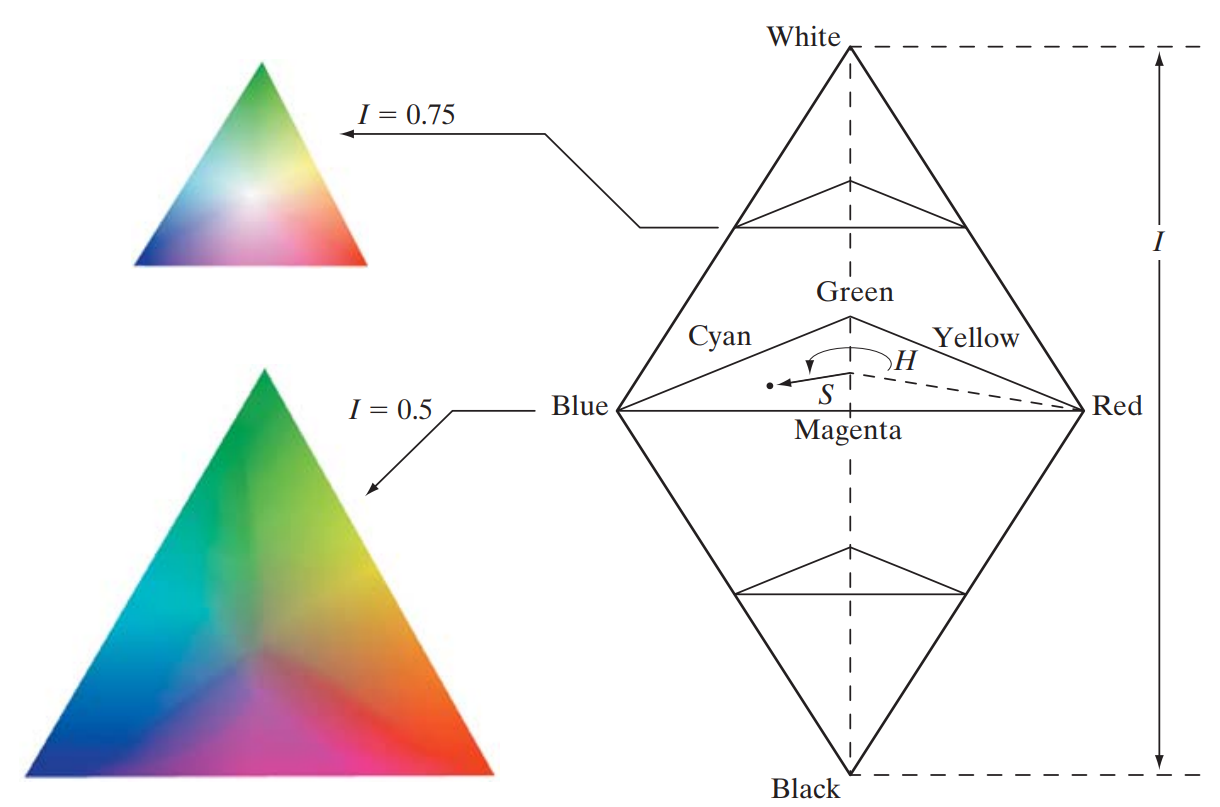 White
I = 0.75
I
Green
Cyan
Yellow
H
S
I = 0.5
Blue
Red
Magenta
Black